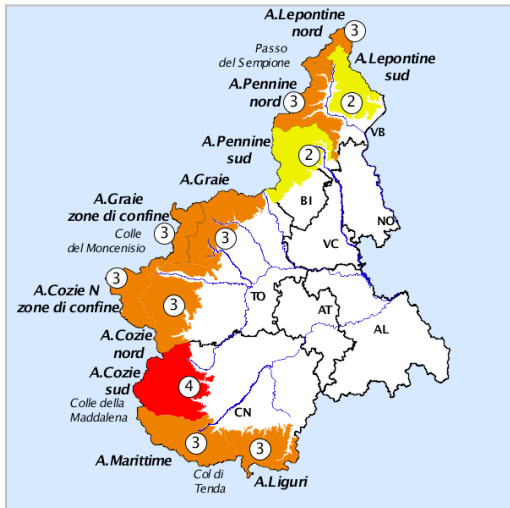 A.Lepontine
nord
3
Passo
del Sempione
A.Lepontine
sud
A.Pennine
nord
3
2
VB
A.Pennine
sud
2
A.Graie
BI
A.Graie
zone di confine
NO
Colle
del Moncenisio
3
3
VC
3
A.Cozie N
zone di confine
3
TO
AT
AL
A.Cozie
nord
A.Cozie
sud
4
Colle della
Maddalena
CN
3
3
A.Marittime
Col di
Tenda
A.Liguri